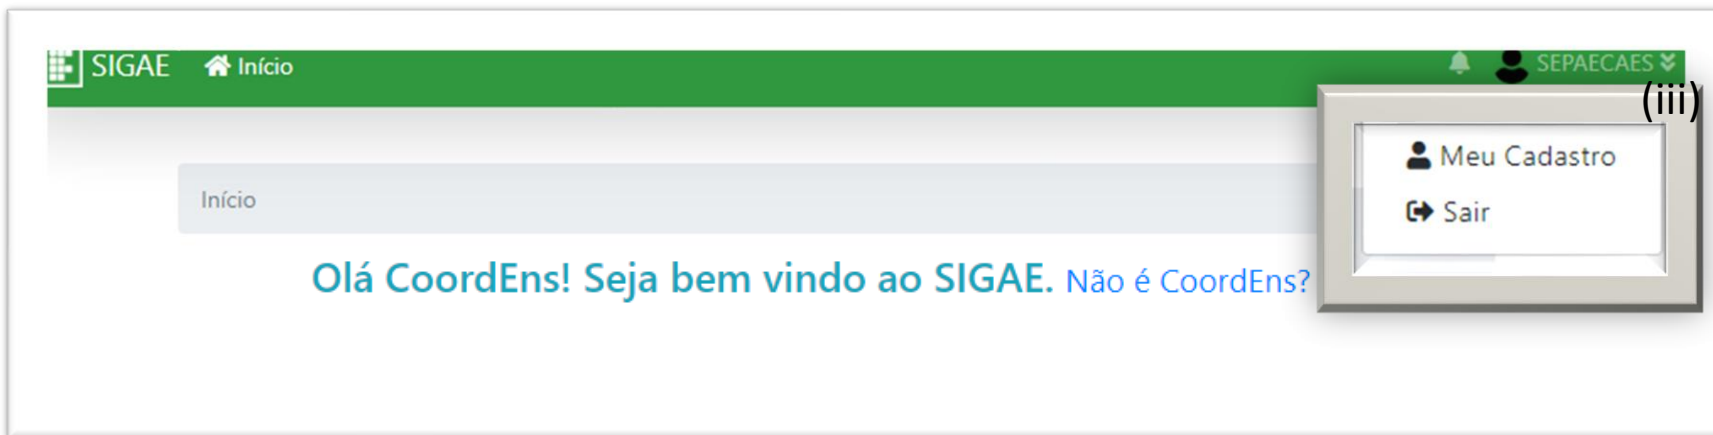 SIGAE Início SEPAECAES
(iii)
Meu Cadastro
Sair
Início
Olá CoordEns! Seja bem vindo ao SIGAE. Não é CoordEns?